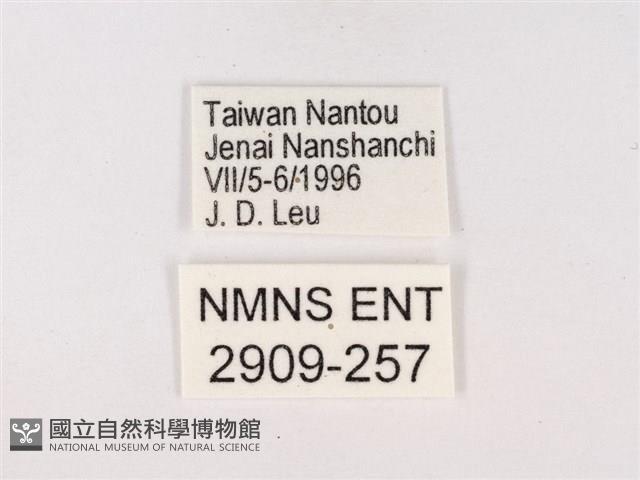 Taiwan Nantou
Jenai Nanshanchi
VII/5-6/1996
J. D. Leu
NMNS ENT
2909-257
國立自然科學博物館
NATIONAL MUSEUM OF NATURAL SCIENCE